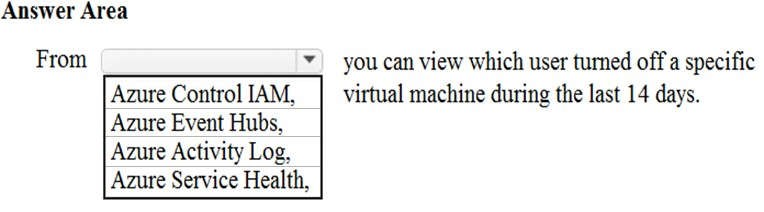 Answer Area
From
you can view which user turned off a specific
virtual machine during the last 14 days.
Azure Control IAM,
Azure Event Hubs,
Azure Activity Log,
Azure Service Health,